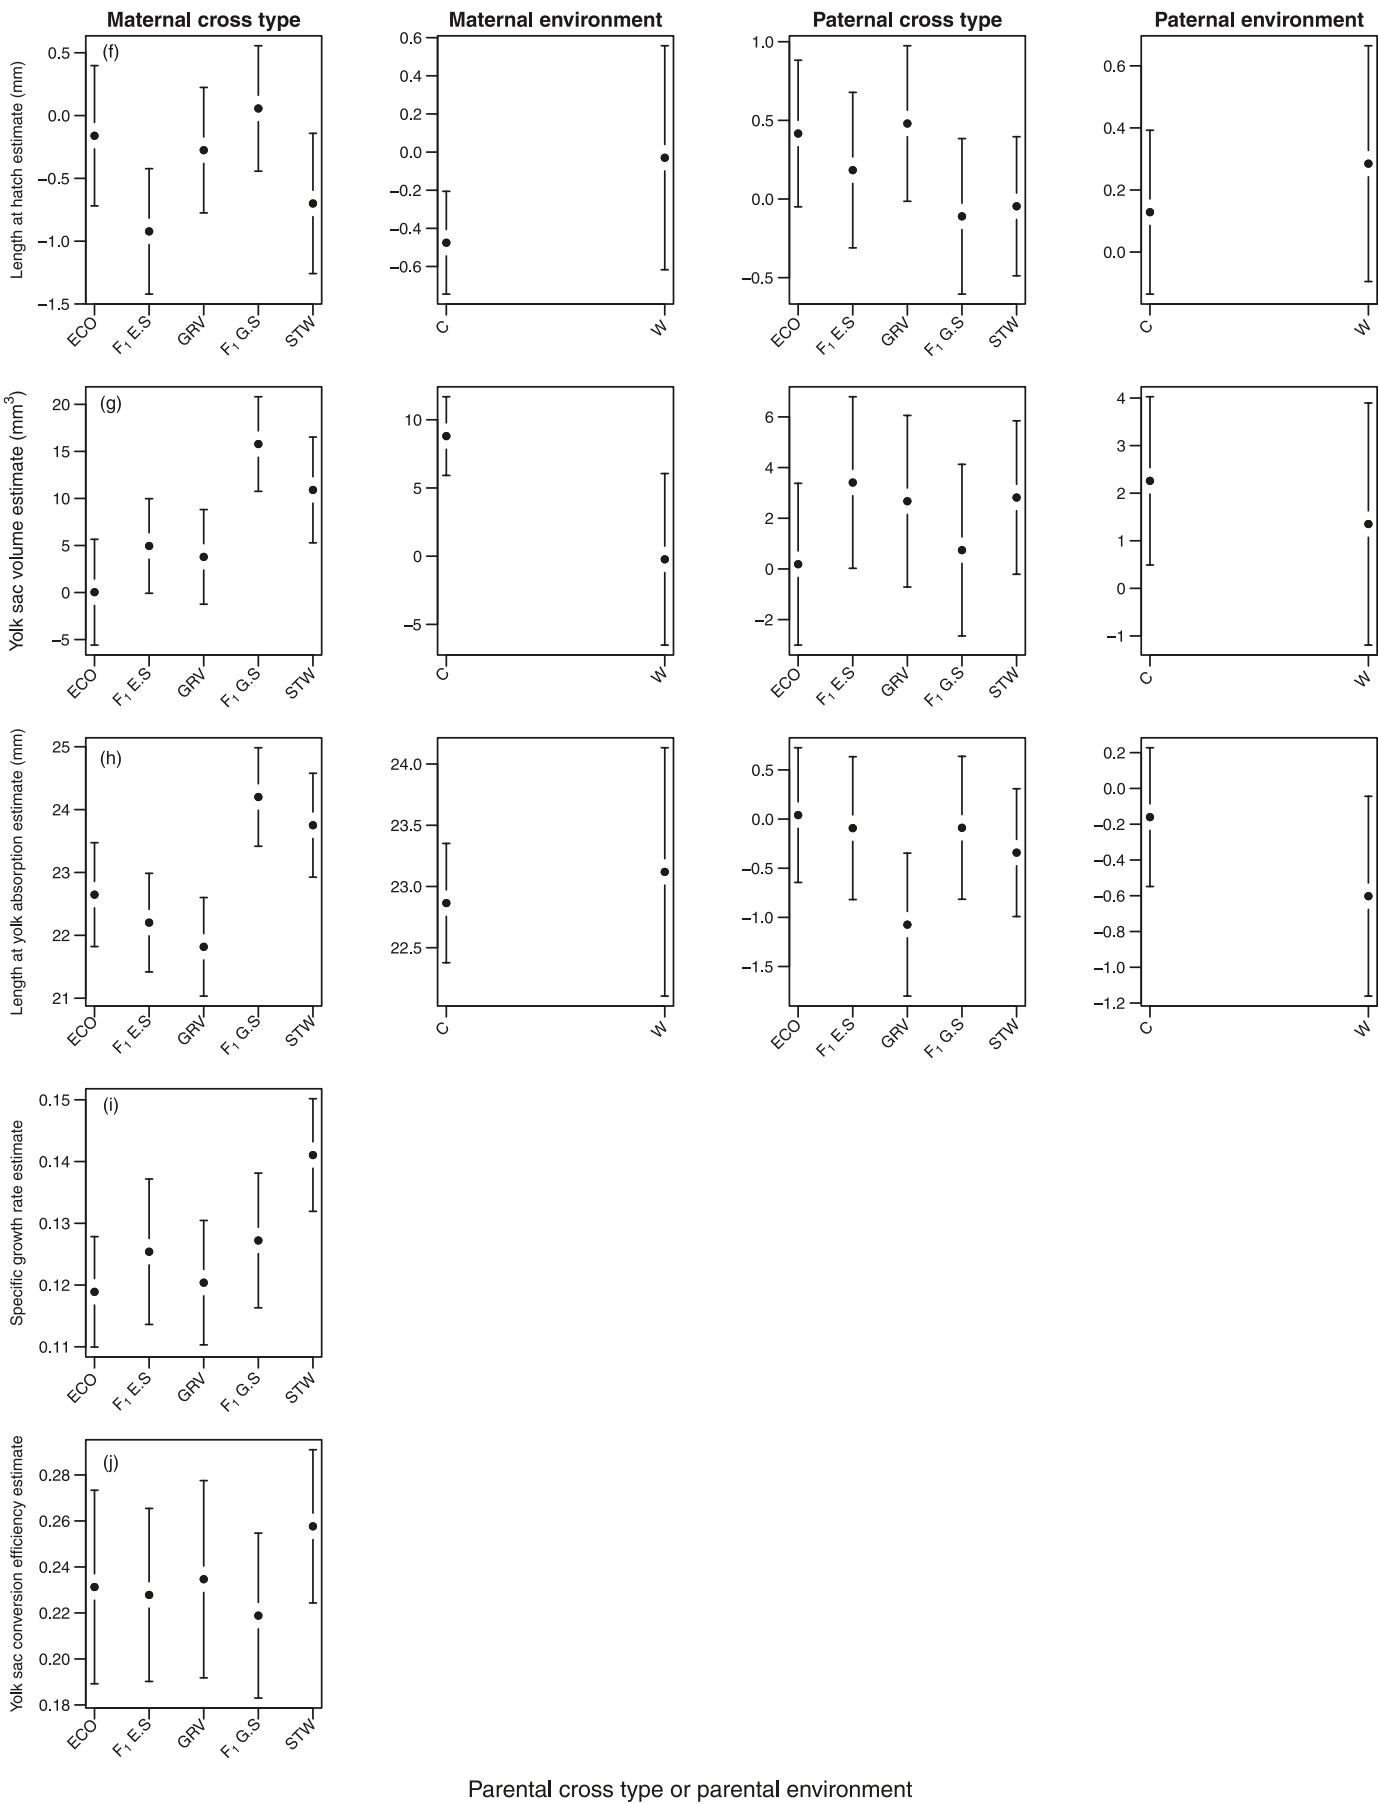 Maternal cross type
Maternal environment
Paternal cross type
Paternal environment
Length at hatch estimate (mm)
(f)
0.5
0.0
−0.5
−1.0
−1.5
ECO
F1 E.S
GRV
F1 G.S
STW
0.6
0.4
0.2
0.0
−0.2
−0.4
−0.6
C
W
1.0
0.5
0.0
−0.5
ECO
F1 E.S
GRV
F1 G.S
STW
0.6
0.4
0.2
0.0
C
W
Yolk sac volume estimate (mm3)
(g)
20
15
10
5
0
−5
ECO
F1 E.S
GRV
F1 G.S
STW
10
5
0
−5
C
W
6
4
2
0
−2
ECO
F1 E.S
GRV
F1 G.S
STW
4
3
2
1
0
−1
C
W
Length at yolk absorption estimate (mm)
(h)
25
24
23
22
21
ECO
F1 E.S
GRV
F1 G.S
STW
24.0
23.5
23.0
22.5
C
W
0.5
0.0
−0.5
−1.0
−1.5
ECO
F1 E.S
GRV
F1 G.S
STW
0.2
0.0
−0.2
−0.4
−0.6
−0.8
−1.0
−1.2
C
W
Specific growth rate estimate
(i)
0.15
0.14
0.13
0.12
0.11
ECO
F1 E.S
GRV
F1 G.S
STW
Yolk sac conversion efficiency estimate
(j)
0.28
0.26
0.24
0.22
0.20
0.18
ECO
F1 E.S
GRV
F1 G.S
STW
Parental cross type or parental environment